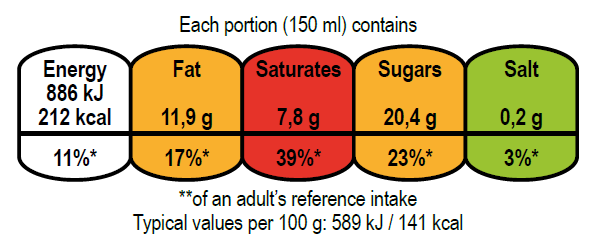 Each portion (150 ml) contains
Energy Fat Saturates Sugars Salt
886 kJ
212 kcal 11,9 g 7,8 g 20,4 g 0,2 g
11%* 17%* 39%* 23%* 3%*
**of an adult's reference intake
Typical values per 100 g: 589 kJ / 141 kcal